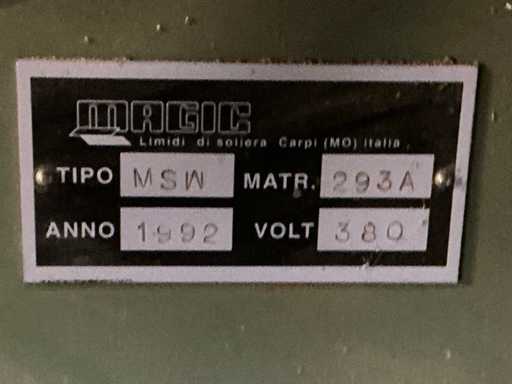 MAGIC
Limidi di soliera Carpi (MO) Italia
TIPO MSW MATR. 293A
ANNO 1992 VOLT 380